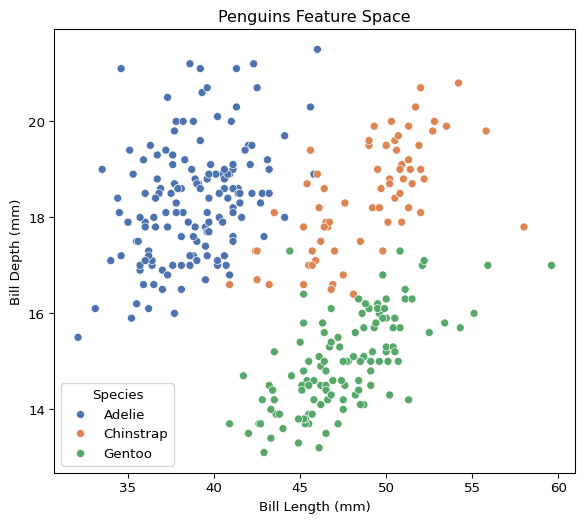 Penguins Feature Space
Bill Depth (mm)
20
18
16
14
Species
Adelie
Chinstrap
Gentoo
35
40
45
50
55
60
Bill Length (mm)